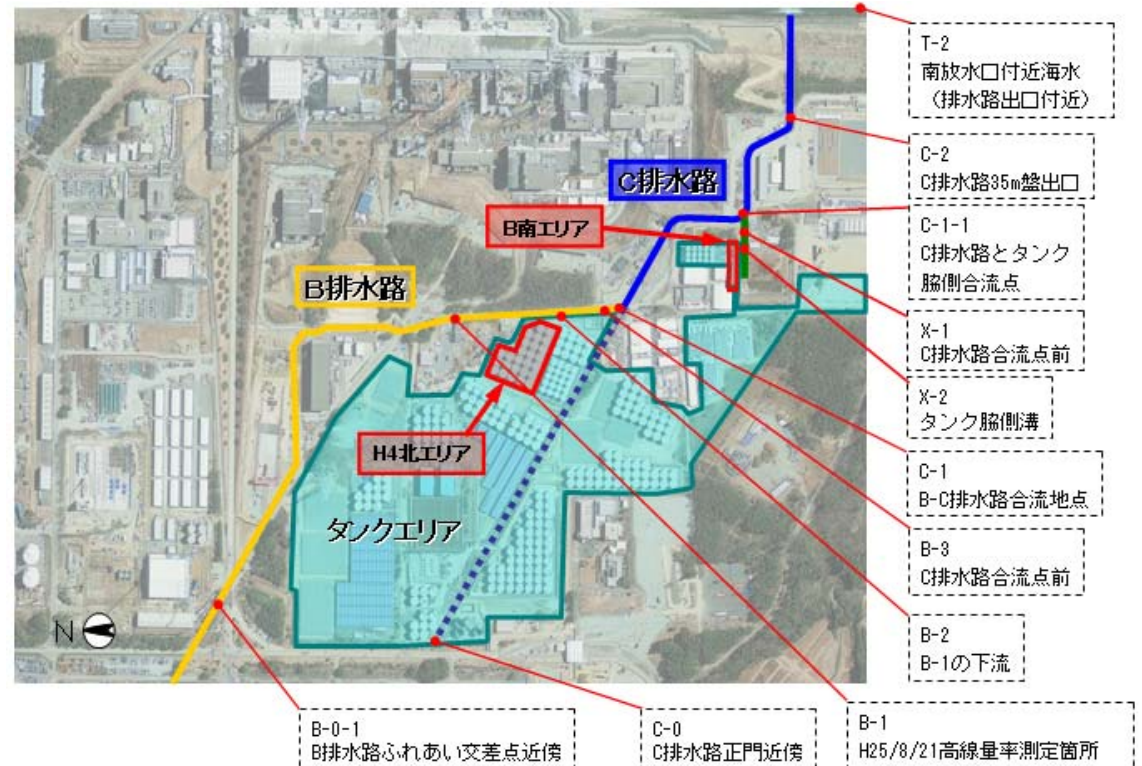 T-2
南放水口付近海水
(排水路出口付近)
C-2
C排水路35m盤出口
C排水路
C-1-1
C排水路とタンク
脇側合流点
B南エリア
B排水路
X-1
C排水路合流点前
X-2
タンク脇側溝
H4北エリア
C-1
B-C排水路合流地点
タンクエリア
B-3
C排水路合流点前
N
B-2
B-1の下流
B-0-1
B排水路ふれあい交差点近傍
C-0
C排水路正門近傍
B-1
H25/8/21高線量率測定箇所